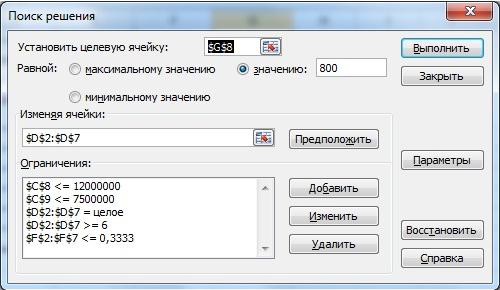 Поиск решения
Установить целевую ячейку: $G$8 Выполнить
Равной: максимальному значению значению: 800 Закрыть
минимальному значению
Изменяя ячейки:
$D$2:$D$7 Предположить
Ограничения: Параметры
$C$8 <= 12000000 Добавить
$C$9 <= 7500000
$D$2:$D$7 = целое Изменить
$D$2:$D$7 >= 6 Восстановить
$F$2:$F$7 <= 0,3333 Удалить
Справка